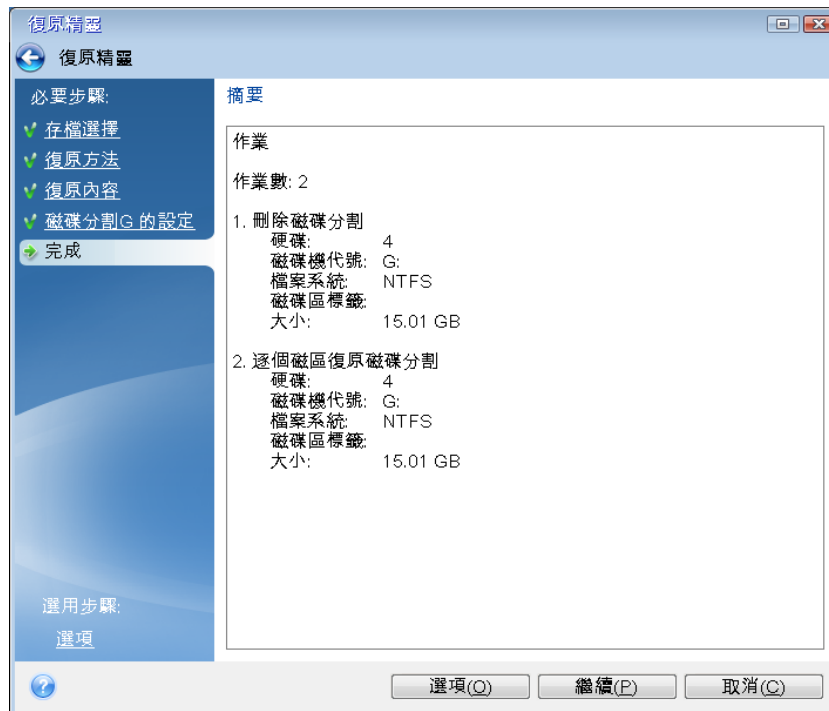 復原精靈
復原精靈
必要步驟:
存檔選擇
復原方法
復原內容
磁碟分割G 的設定
完成
選用步驟:
選項
摘要
作業
作業數: 2
1. 刪除磁碟分割
硬碟: 4
磁碟機代號: G:
檔案系統: NTFS
磁碟區標籤:
大小: 15.01 GB
2. 逐個磁區復原磁碟分割
硬碟: 4
磁碟機代號: G:
檔案系統: NTFS
磁碟區標籤:
大小: 15.01 GB
選項(O)
繼續(P)
取消(C)